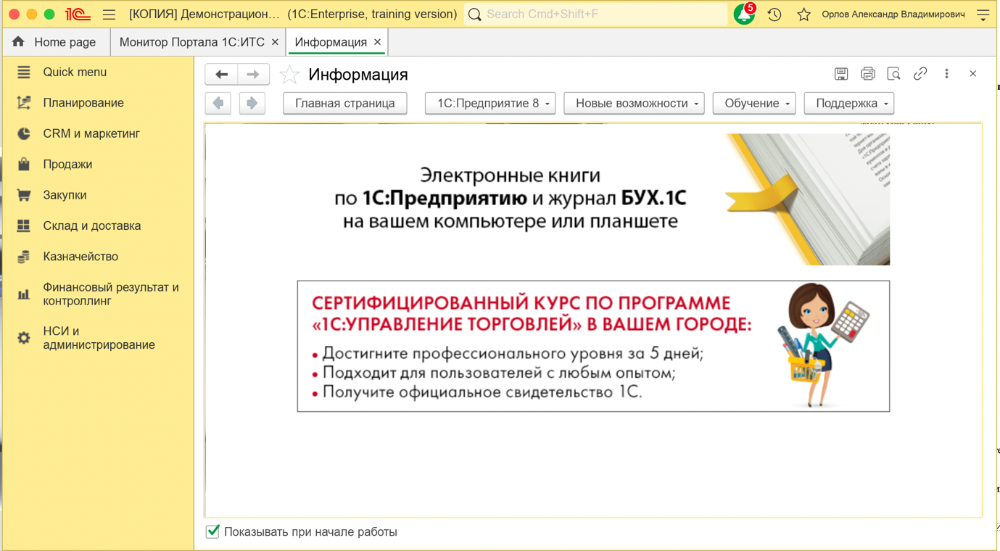 1С [КОПИЯ] Демонстрацион... (1C:Enterprise, training version) Search Cmd+Shift+F 5 Орлов Александр Владимирович
Home page Монитор Портала 1С:ИТС Информация
Quick menu
Планирование
CRM и маркетинг
Продажи
Закупки
Склад и доставка
Казначейство
Финансовый результат и
контроллинг
НСИ и
администрирование
Информация
Главная страница 1С:Предприятие 8 Новые возможности Обучение Поддержка
Электронные книги
по 1С:Предприятию и журнал БУХ.1С
на вашем компьютере или планшете
СЕРТИФИЦИРОВАННЫЙ КУРС ПО ПРОГРАММЕ
«1С:УПРАВЛЕНИЕ ТОРГОВЛЕЙ» В ВАШЕМ ГОРОДЕ:
• Достигните профессионального уровня за 5 дней;
• Подходит для пользователей с любым опытом;
• Получите официальное свидетельство 1С.
Показывать при начале работы